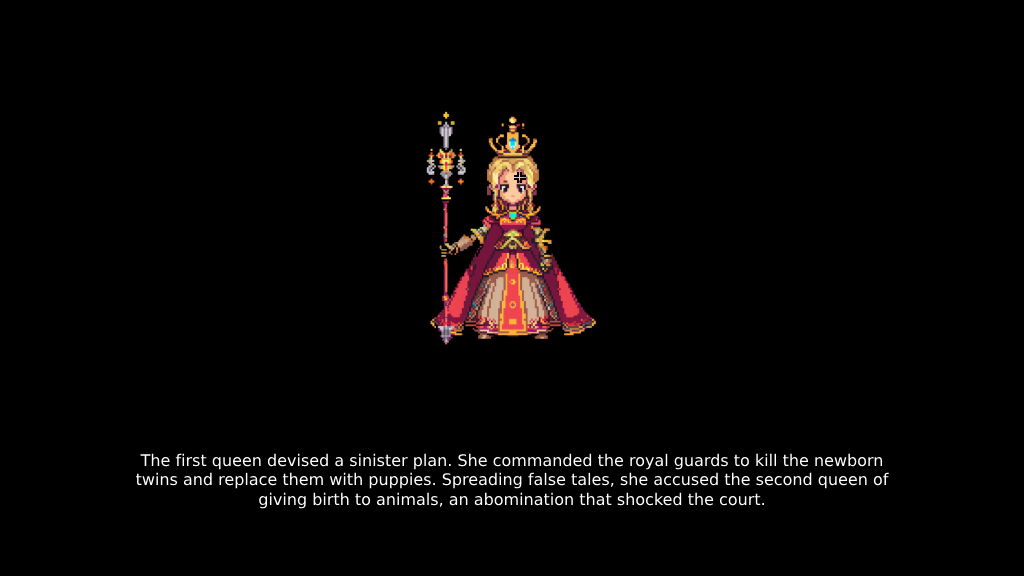 The first queen devised a sinister plan. She commanded the royal guards to kill the newborn
twins and replace them with puppies. Spreading false tales, she accused the second queen of
giving birth to animals, an abomination that shocked the court.